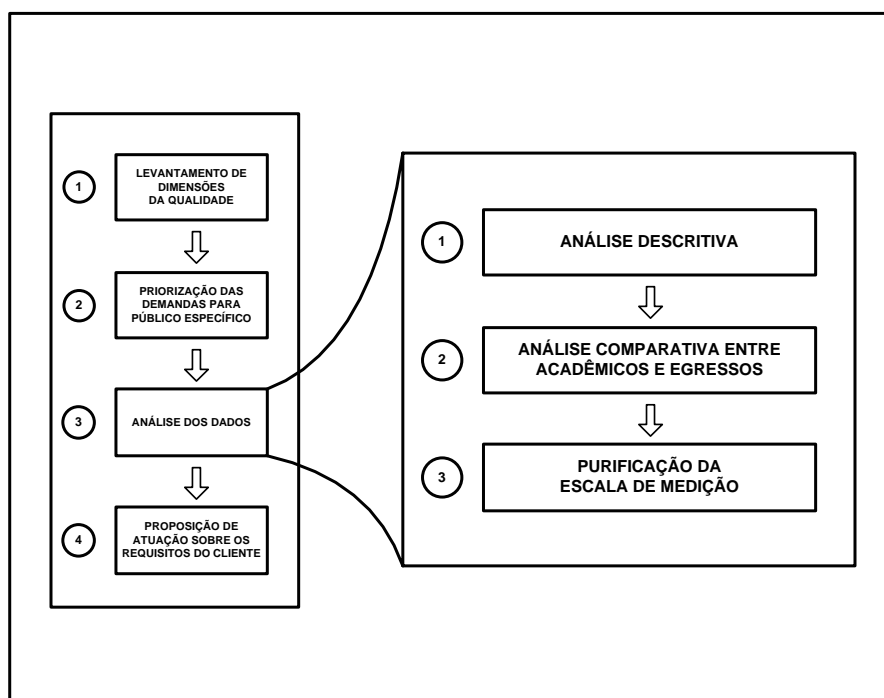 1
LEVANTAMENTO DE
DIMENSÕES
DA QUALIDADE
2
PRIORIZAÇÃO DAS
DEMANDAS PARA
PÚBLICO ESPECÍFICO
3
ANÁLISE DOS DADOS
4
PROPOSIÇÃO DE
ATUAÇÃO SOBRE OS
REQUISITOS DO CLIENTE
1
ANÁLISE DESCRITIVA
2
ANÁLISE COMPARATIVA ENTRE
ACADÊMICOS E EGRESSOS
3
PURIFICAÇÃO DA
ESCALA DE MEDIÇÃO